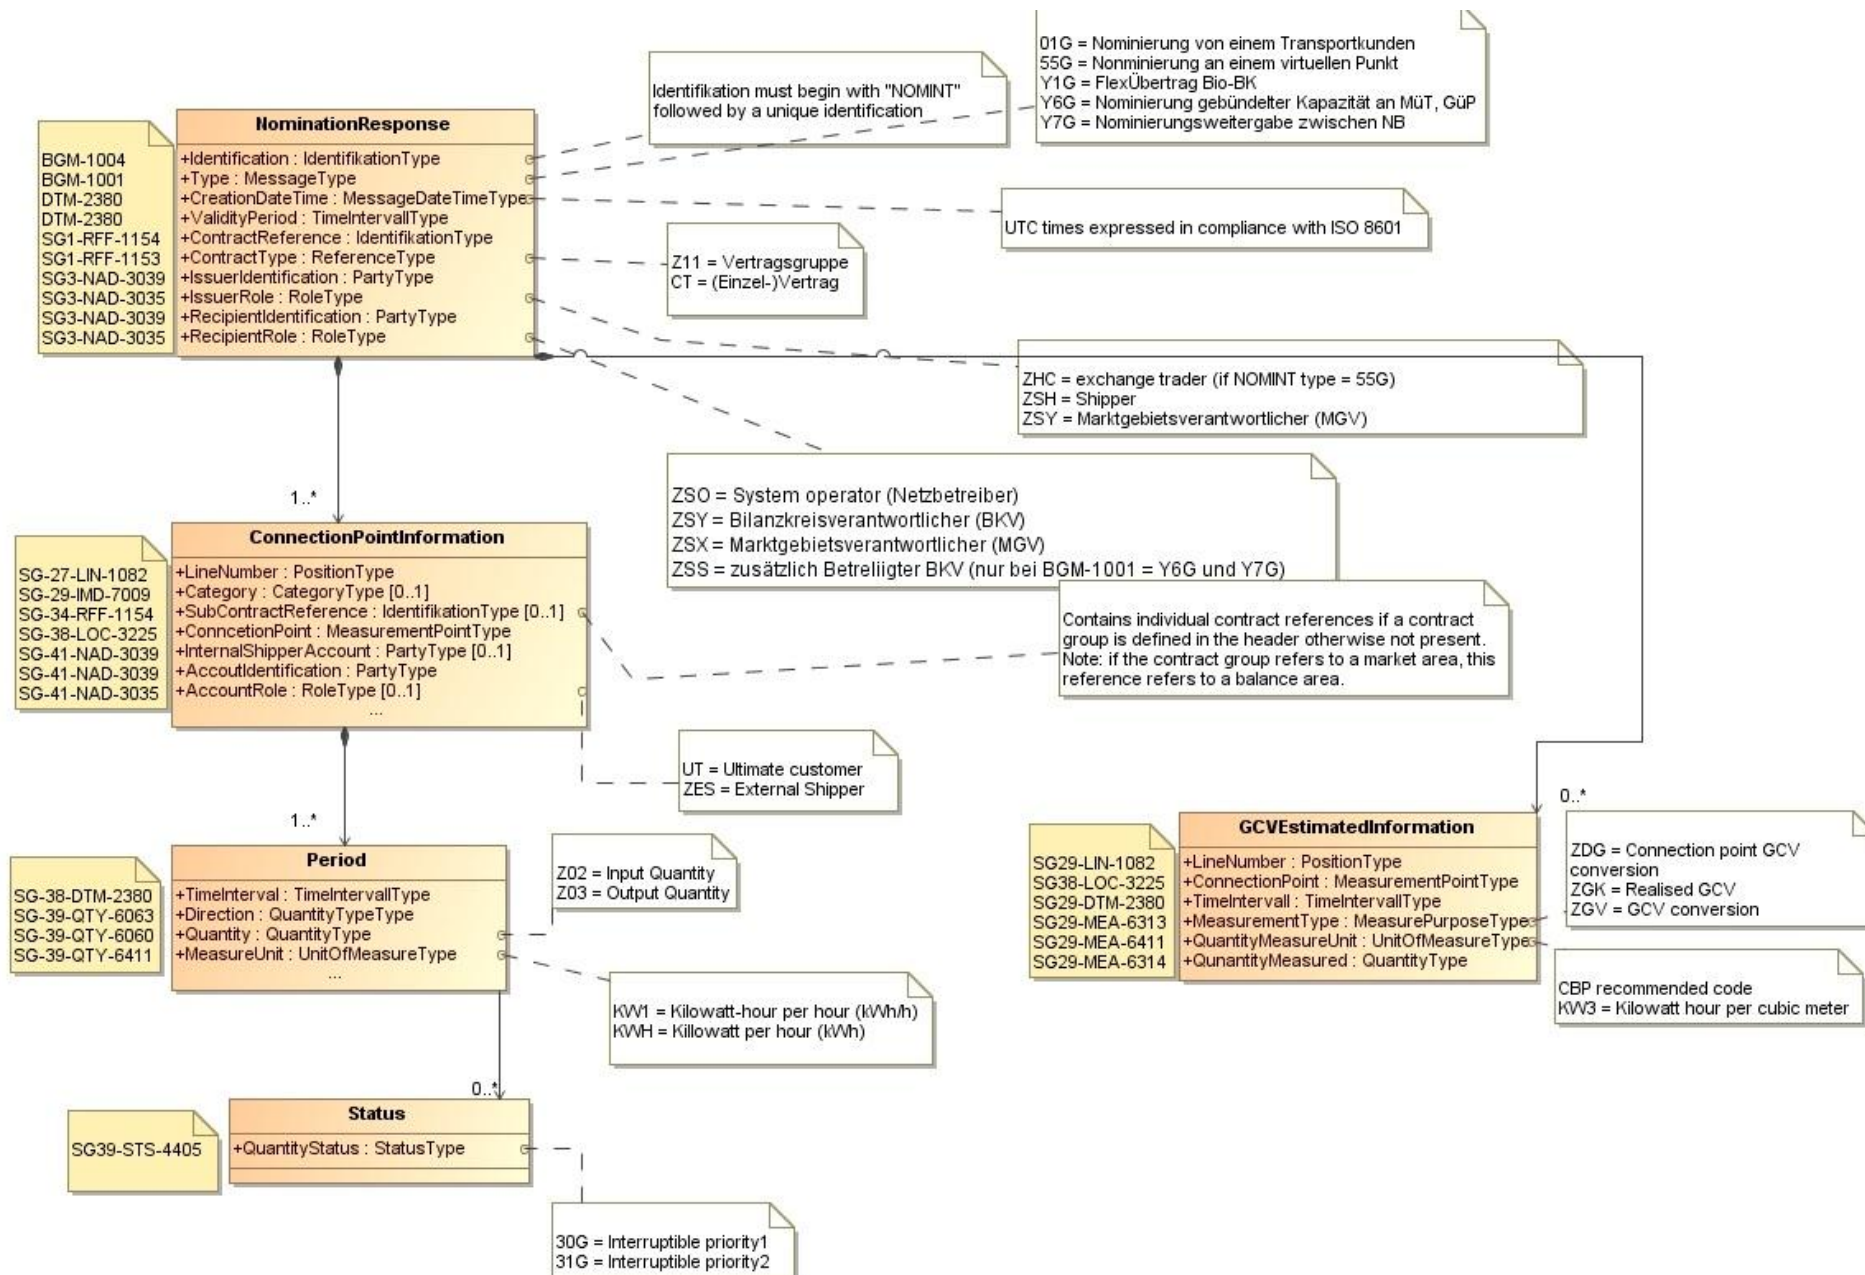 01G = Nominierung von einem Transportkunden
55G = Nonminierung an einem virtuellen Punkt
Y1G = FlexÜbertrag Bio-BK
Y6G = Nominierung gebündelter Kapazität an MüT, GüP
Y7G = Nominierungsweitergabe zwischen NB
Identifikation must begin with "NOMINT"
followed by a unique identification
BGM-1004
BGM-1001
DTM-2380
DTM-2380
SG1-RFF-1154
SG1-RFF-1153
SG3-NAD-3039
SG3-NAD-3035
SG3-NAD-3039
SG3-NAD-3035
NominationResponse
+Identification : IdentifikationType
+Type : MessageType
+CreationDateTime : MessageDateTimeType
+ValidityPeriod : TimeIntervallType
+ContractReference : IdentifikationType
+ContractType : ReferenceType
+IssuerIdentification : PartyType
+IssuerRole : RoleType
+RecipientIdentification : PartyType
+RecipientRole : RoleType
UTC times expressed in compliance with ISO 8601
Z11 = Vertragsgruppe
CT = (Einzel-)Vertrag
ZHC = exchange trader (if NOMINT type = 55G)
ZSH = Shipper
ZSY = Marktgebietsverantwortlicher (MGV)
ZSO = System operator (Netzbetreiber)
ZSY = Bilanzkreisverantwortlicher (BKV)
ZSX = Marktgebietsverantwortlicher (MGV)
ZSS = zusätzlich Betreliigter BKV (nur bei BGM-1001 = Y6G und Y7G)
1..*
SG-27-LIN-1082
SG-29-IMD-7009
SG-34-RFF-1154
SG-38-LOC-3225
SG-41-NAD-3039
SG-41-NAD-3039
SG-41-NAD-3035
ConnectionPointInformation
+LineNumber : PositionType
+Category : CategoryType [0..1]
+SubContractReference : IdentifikationType [0..1]
+ConncetionPoint : MeasurementPointType
+InternalShipperAccount : PartyType [0..1]
+AccoutIdentification : PartyType
+AccountRole : RoleType [0..1]
...
Contains individual contract references if a contract
group is defined in the header otherwise not present.
Note: if the contract group refers to a market area, this
reference refers to a balance area.
UT = Ultimate customer
ZES = External Shipper
1..*
SG-38-DTM-2380
SG-39-QTY-6063
SG-39-QTY-6060
SG-39-QTY-6411
Period
+TimeInterval : TimeIntervallType
+Direction : QuantityTypeType
+Quantity : QuantityType
+MeasureUnit : UnitOfMeasureType
...
Z02 = Input Quantity
Z03 = Output Quantity
KW1 = Kilowatt-hour per hour (kWh/h)
KWH = Killowatt per hour (kWh)
0..*
SG29-LIN-1082
SG38-LOC-3225
SG29-DTM-2380
SG29-MEA-6313
SG29-MEA-6411
SG29-MEA-6314
GCVEstimatedInformation
+LineNumber : PositionType
+ConnectionPoint : MeasurementPointType
+TimeIntervall : TimeIntervallType
+MeasurementType : MeasurePurposeType
+QuantityMeasureUnit : UnitOfMeasureType
+QunantityMeasured : QuantityType
ZDG = Connection point GCV
conversion
ZGK = Realised GCV
ZGV = GCV conversion
CBP recommended code
KW3 = Kilowatt hour per cubic meter
0..*
SG39-STS-4405
Status
+QuantityStatus : StatusType
30G = Interruptible priority1
31G = Interruptible priority2